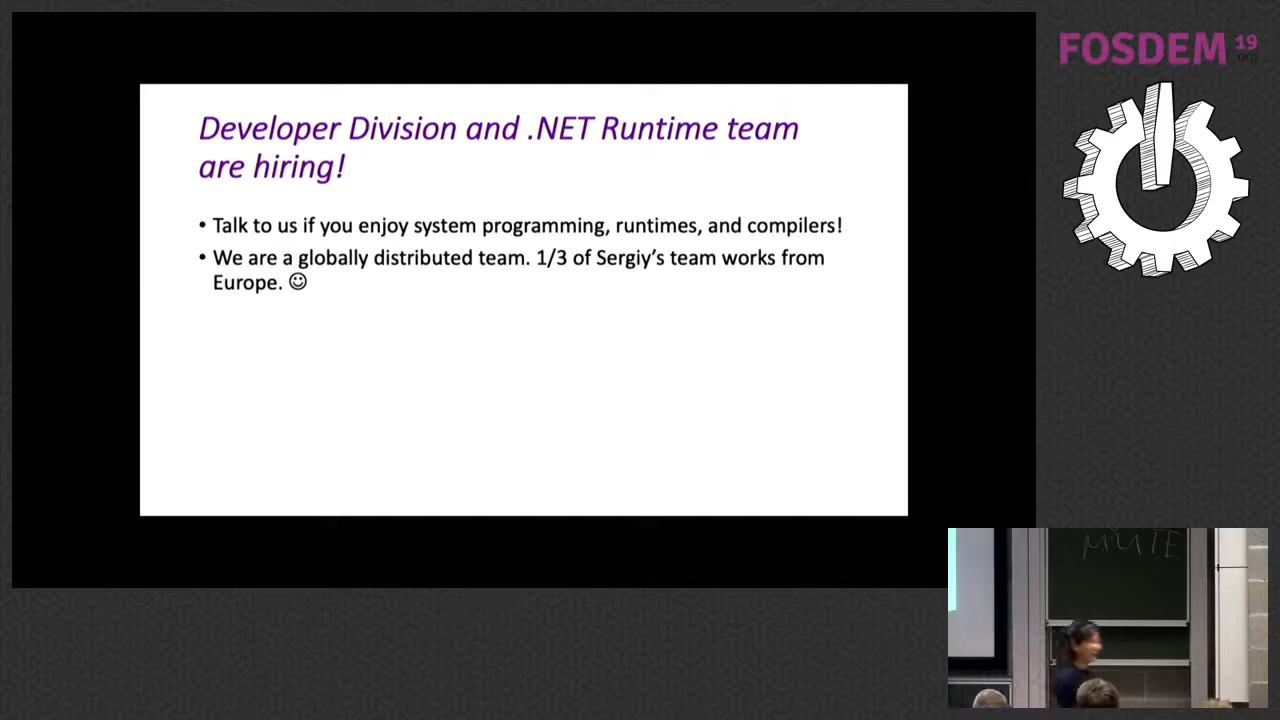 FOSDEM 19
.org
Developer Division and .NET Runtime team
are hiring!
• Talk to us if you enjoy system programming, runtimes, and compilers!
• We are a globally distributed team. 1/3 of Sergiy’s team works from
Europe. ☺
MUTE